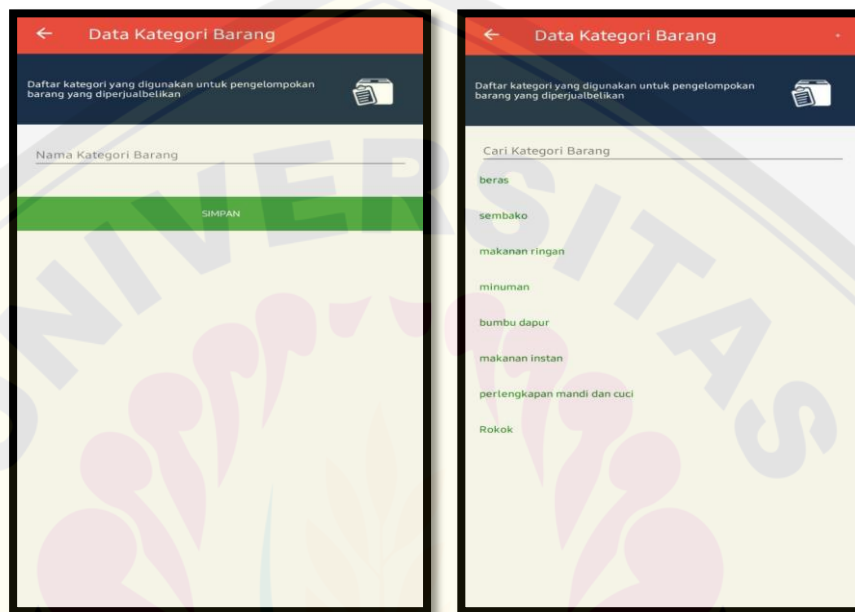 Data Kategori Barang
Daftar kategori yang digunakan untuk pengelompokan
barang yang diperjualbelikan
Nama Kategori Barang
SIMPAN
Data Kategori Barang
Daftar kategori yang digunakan untuk pengelompokan
barang yang diperjualbelikan
Cari Kategori Barang
beras
sembako
makanan ringan
minuman
bumbu dapur
makanan instan
perlengkapan mandi dan cuci
Rokok
UNIVERSITAS